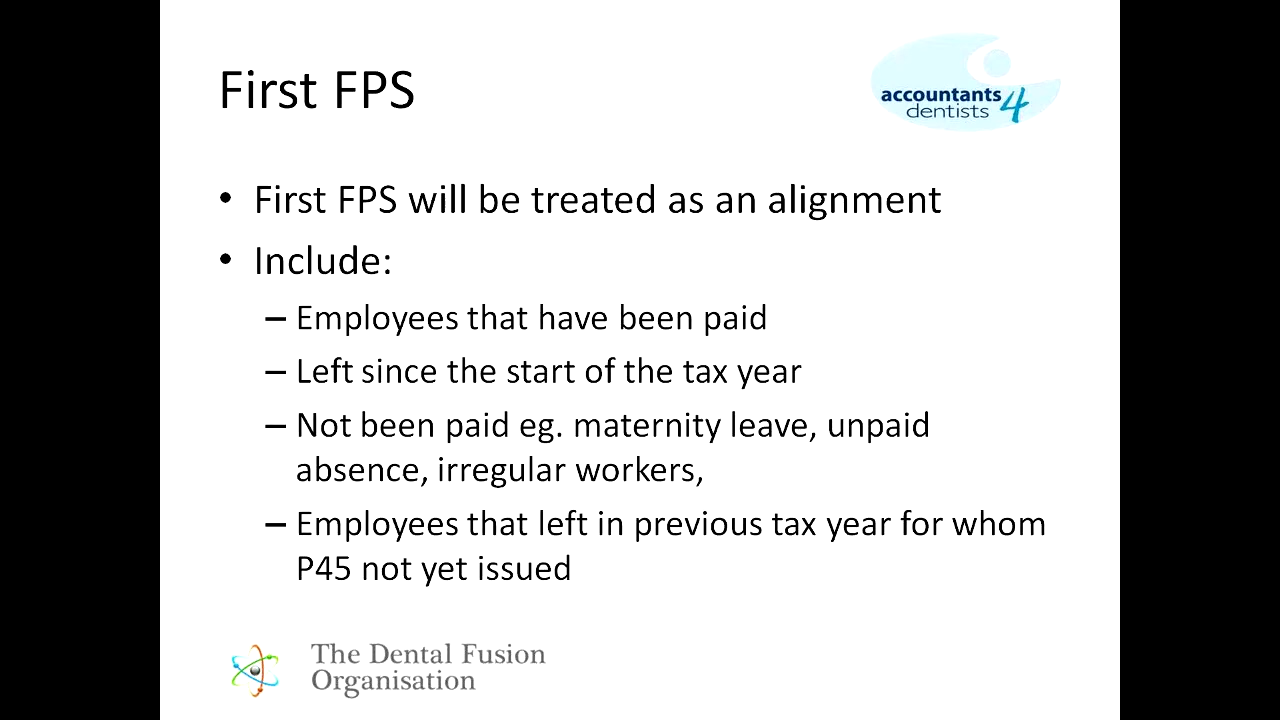 First FPS
accountants 4
dentists
• First FPS will be treated as an alignment
• Include:
– Employees that have been paid
– Left since the start of the tax year
– Not been paid eg. maternity leave, unpaid
absence, irregular workers,
– Employees that left in previous tax year for whom
P45 not yet issued
The Dental Fusion
Organisation